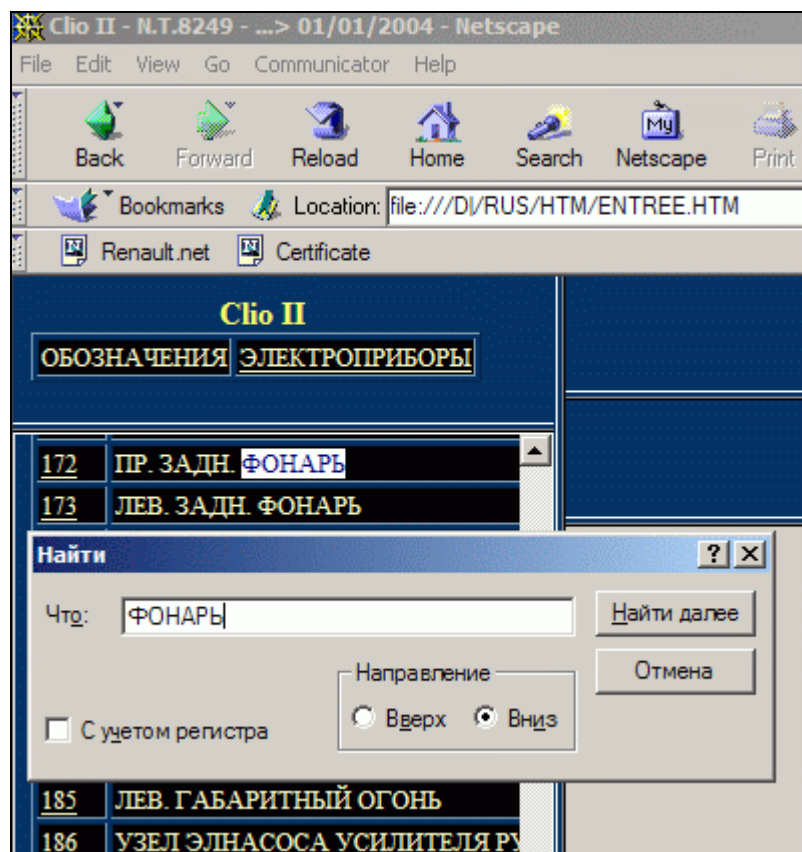 Clio II - N.T.8249 - ...> 01/01/2004 - Netscape
File Edit View Go Communicator Help
Back Forward Reload Home Search My Netscape Print
Bookmarks Location: file:///D|/RUS/HTM/ENTREE.HTM
N Renault.net N Certificate
Clio II
ОБОЗНАЧЕНИЯ ЭЛЕКТРОПРИБОРЫ
172 ПР. ЗАДН. ФОНАРЬ
173 ЛЕВ. ЗАДН. ФОНАРЬ
Найти ? X
Что: ФОНАРЬ Найти далее
Отмена
Направление
С учетом регистра Вверх Вниз
185 ЛЕВ. ГАБАРИТНЫЙ ОГОНЬ
186 УЗЕЛ ЭЛНАСОСА УСИЛИТЕЛЯ РУ